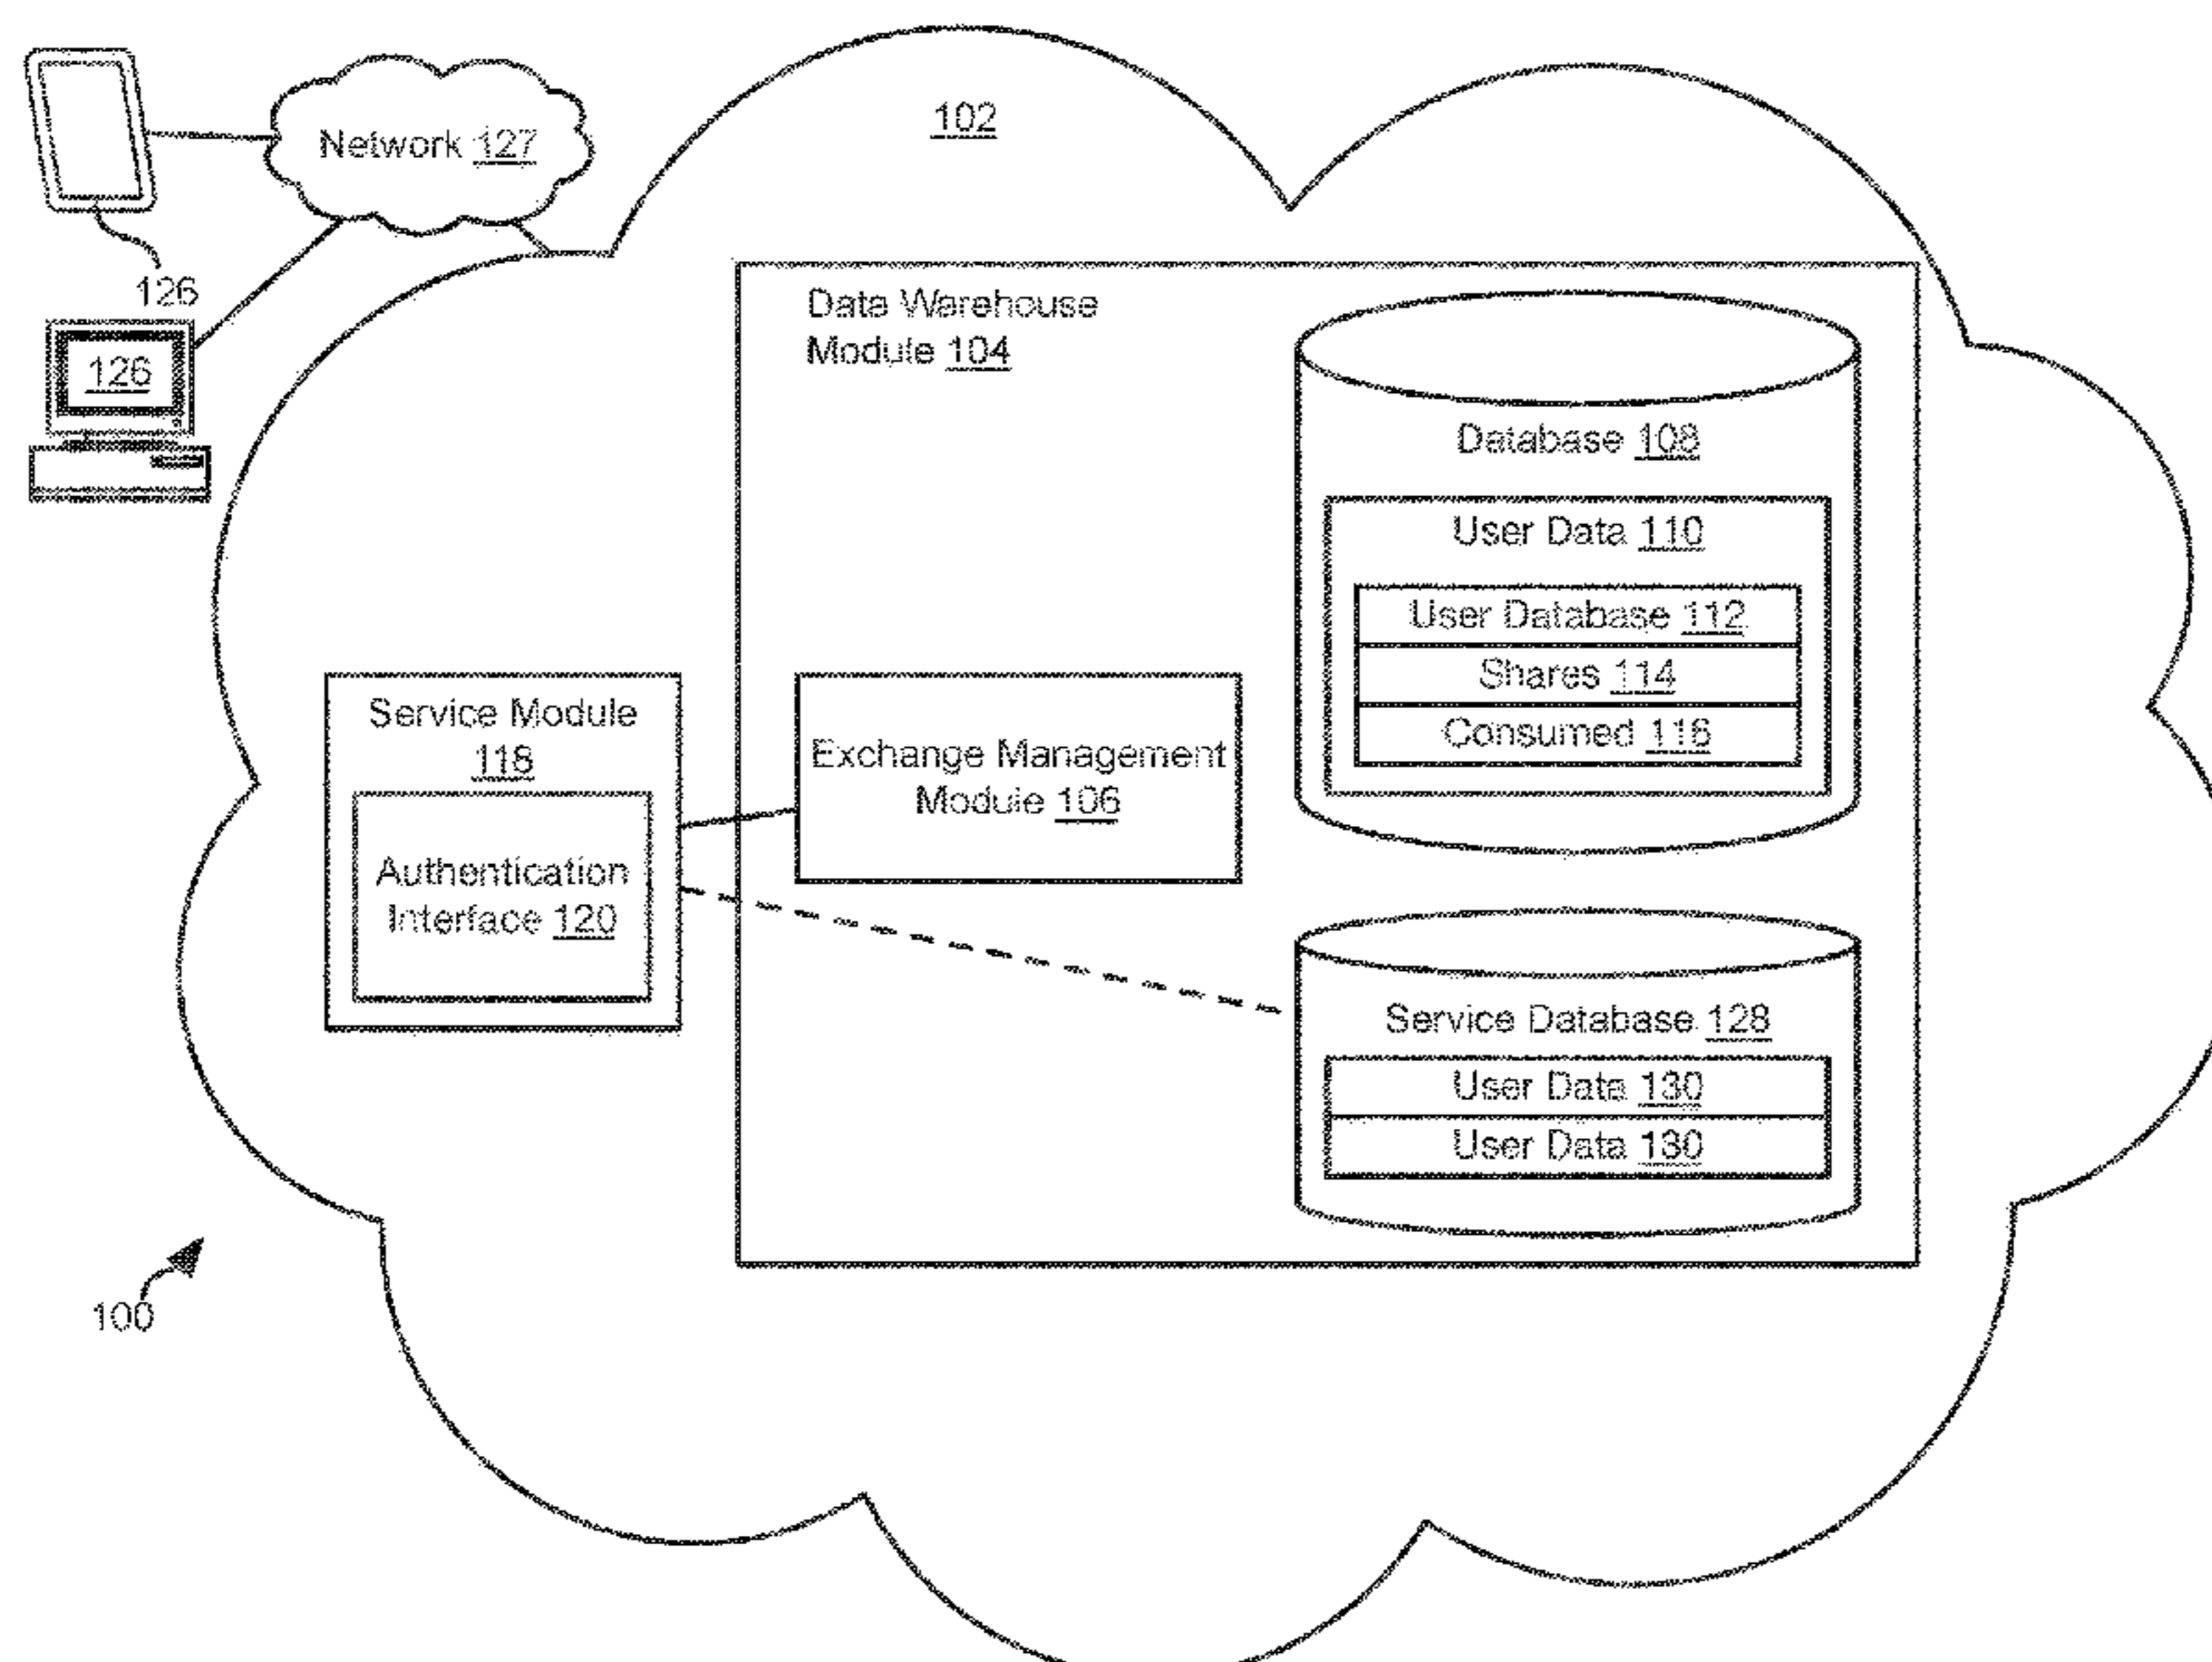 102
Network 127
126
126
Data Warehouse
Module 104
Database 108
User Data 110
User Database 112
Shares 114
Consumed 116
Service Module
118
Authentication
Interface 120
Exchange Management
Module 106
Service Database 128
User Data 130
User Data 130
100